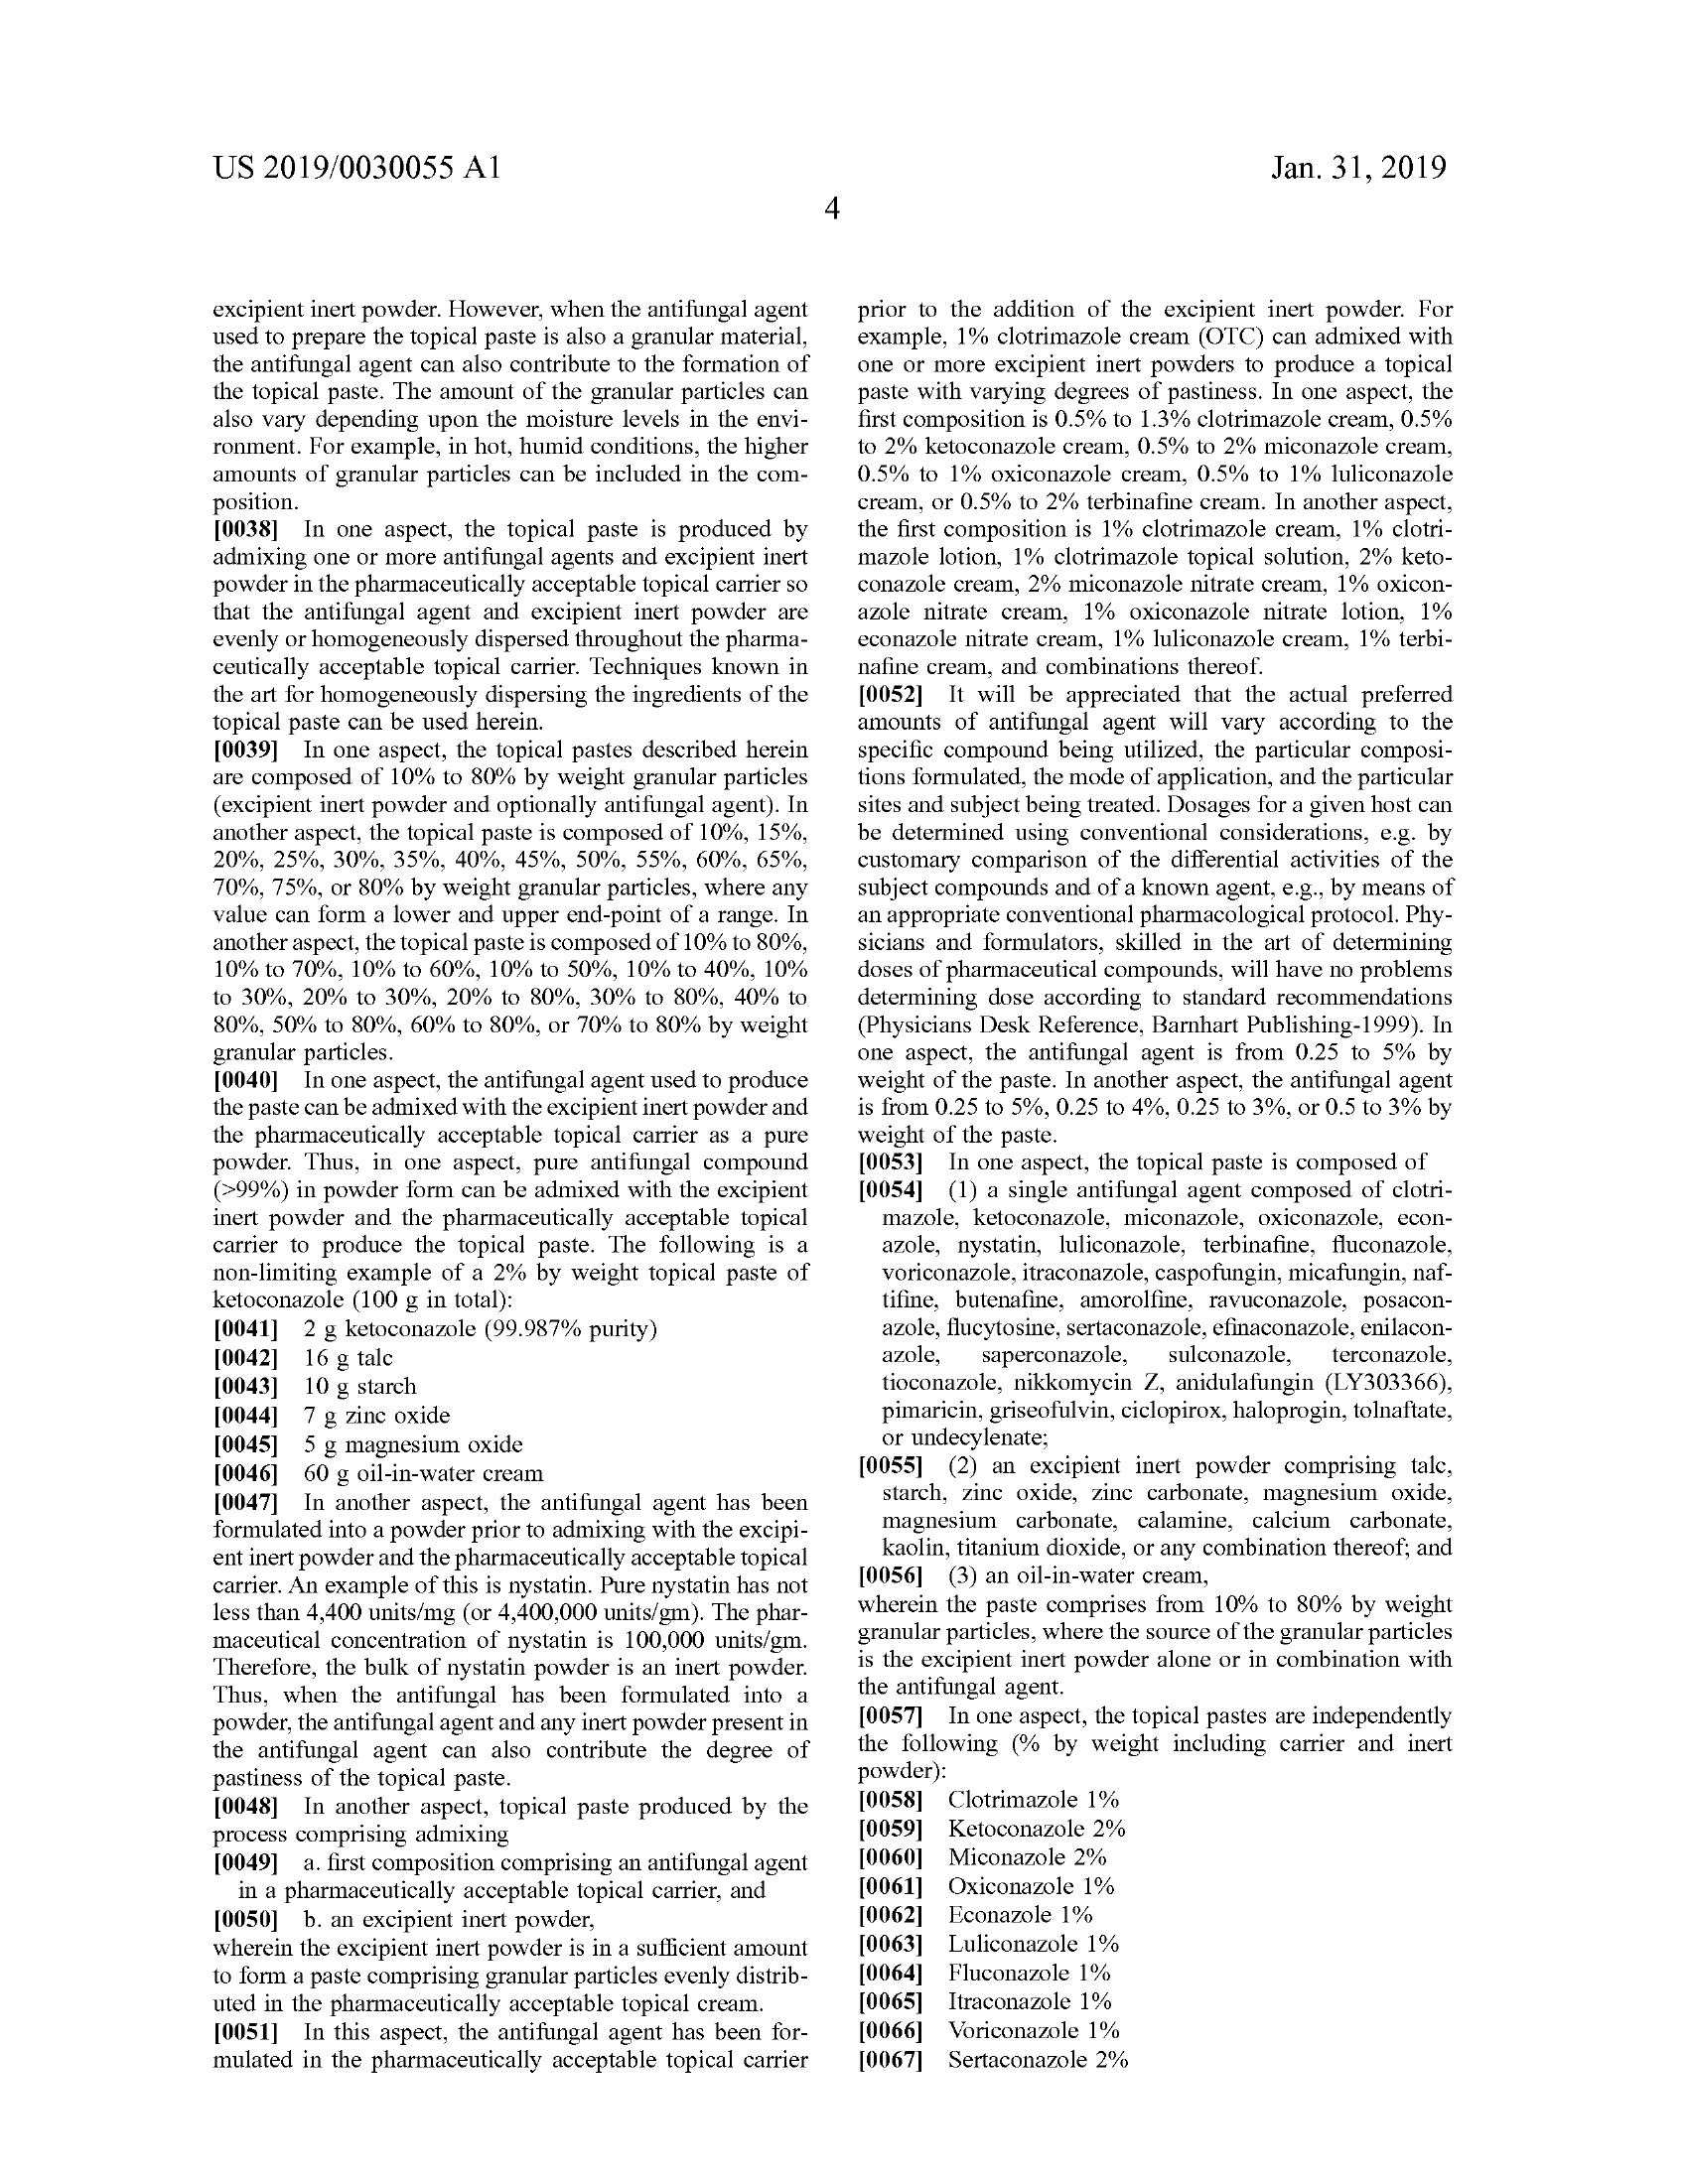 US 2019/0030055 A1
Jan. 31, 2019
4
excipient inert powder. However, when the antifungal agent
used to prepare the topical paste is also a granular material,
the antifungal agent can also contribute to the formation of
the topical paste. The amount of the granular particles can
also vary depending upon the moisture levels in the envi-
ronment. For example, in hot, humid conditions, the higher
amounts of granular particles can be included in the com-
position.
[0038] In one aspect, the topical paste is produced by
admixing one or more antifungal agents and excipient inert
powder in the pharmaceutically acceptable topical carrier so
that the antifungal agent and excipient inert powder are
evenly or homogeneously dispersed throughout the pharma-
ceutically acceptable topical carrier. Techniques known in
the art for homogeneously dispersing the ingredients of the
topical paste can be used herein.
[0039] In one aspect, the topical pastes described herein
are composed of 10% to 80% by weight granular particles
(excipient inert powder and optionally antifungal agent). In
another aspect, the topical paste is composed of 10%, 15%,
20%, 25%, 30%, 35%, 40%, 45%, 50%, 55%, 60%, 65%,
70%, 75%, or 80% by weight granular particles, where any
value can form a lower and upper end-point of a range. In
another aspect, the topical paste is composed of 10% to 80%,
10% to 70%, 10% to 60%, 10% to 50%, 10% to 40%, 10%
to 30%, 20% to 30%, 20% to 80%, 30% to 80%, 40% to
80%, 50% to 80%, 60% to 80%, or 70% to 80% by weight
granular particles.
[0040] In one aspect, the antifungal agent used to produce
the paste can be admixed with the excipient inert powder and
the pharmaceutically acceptable topical carrier as a pure
powder. Thus, in one aspect, pure antifungal compound
(>99%) in powder form can be admixed with the excipient
inert powder and the pharmaceutically acceptable topical
carrier to produce the topical paste. The following is a
non-limiting example of a 2% by weight topical paste of
ketoconazole (100 g in total):
[0041] 2 g ketoconazole (99.987% purity)
[0042] 16 g talc
[0043] 10 g starch
[0044] 7 g zinc oxide
[0045] 5 g magnesium oxide
[0046] 60 g oil-in-water cream
[0047] In another aspect, the antifungal agent has been
formulated into a powder prior to admixing with the excipi-
ent inert powder and the pharmaceutically acceptable topical
carrier. An example of this is nystatin. Pure nystatin has not
less than 4,400 units/mg (or 4,400,000 units/gm). The phar-
maceutical concentration of nystatin is 100,000 units/gm.
Therefore, the bulk of nystatin powder is an inert powder.
Thus, when the antifungal has been formulated into a
powder, the antifungal agent and any inert powder present in
the antifungal agent can also contribute the degree of
pastiness of the topical paste.
[0048] In another aspect, topical paste produced by the
process comprising admixing
[0049] a. first composition comprising an antifungal agent
in a pharmaceutically acceptable topical carrier, and
[0050] b. an excipient inert powder,
wherein the excipient inert powder is in a sufficient amount
to form a paste comprising granular particles evenly distrib-
uted in the pharmaceutically acceptable topical cream.
[0051] In this aspect, the antifungal agent has been for-
mulated in the pharmaceutically acceptable topical carrier
prior to the addition of the excipient inert powder. For
example, 1% clotrimazole cream (OTC) can admixed with
one or more excipient inert powders to produce a topical
paste with varying degrees of pastiness. In one aspect, the
first composition is 0.5% to 1.3% clotrimazole cream, 0.5%
to 2% ketoconazole cream, 0.5% to 2% miconazole cream,
0.5% to 1% oxiconazole cream, 0.5% to 1% luliconazole
cream, or 0.5% to 2% terbinafine cream. In another aspect,
the first composition is 1% clotrimazole cream, 1% clotri-
mazole lotion, 1% clotrimazole topical solution, 2% keto-
conazole cream, 2% miconazole nitrate cream, 1% oxicon-
azole nitrate cream, 1% oxiconazole nitrate lotion, 1%
econazole nitrate cream, 1% luliconazole cream, 1% terbi-
nafine cream, and combinations thereof.
[0052] It will be appreciated that the actual preferred
amounts of antifungal agent will vary according to the
specific compound being utilized, the particular composi-
tions formulated, the mode of application, and the particular
sites and subject being treated. Dosages for a given host can
be determined using conventional considerations, e.g. by
customary comparison of the differential activities of the
subject compounds and of a known agent, e.g., by means of
an appropriate conventional pharmacological protocol. Phy-
sicians and formulators, skilled in the art of determining
doses of pharmaceutical compounds, will have no problems
determining dose according to standard recommendations
(Physicians Desk Reference, Barnhart Publishing-1999). In
one aspect, the antifungal agent is from 0.25 to 5% by
weight of the paste. In another aspect, the antifungal agent
is from 0.25 to 5%, 0.25 to 4%, 0.25 to 3%, or 0.5 to 3% by
weight of the paste.
[0053] In one aspect, the topical paste is composed of
[0054] (1) a single antifungal agent composed of clotri-
mazole, ketoconazole, miconazole, oxiconazole, econ-
azole, nystatin, luliconazole, terbinafine, fluconazole,
voriconazole, itraconazole, caspofungin, micafungin, naf-
tifine, butenafine, amorolfine, ravuconazole, posacon-
azole, flucytosine, sertaconazole, efinaconazole, enilacon-
azole, saperconazole, sulconazole, terconazole,
tioconazole, nikkomycin Z, anidulafungin (LY303366),
pimaricin, griseofulvin, ciclopirox, haloprogin, tolnaftate,
or undecylenate;
[0055] (2) an excipient inert powder comprising talc,
starch, zinc oxide, zinc carbonate, magnesium oxide,
magnesium carbonate, calamine, calcium carbonate,
kaolin, titanium dioxide, or any combination thereof; and
[0056] (3) an oil-in-water cream,
wherein the paste comprises from 10% to 80% by weight
granular particles, where the source of the granular particles
is the excipient inert powder alone or in combination with
the antifungal agent.
[0057] In one aspect, the topical pastes are independently
the following (% by weight including carrier and inert
powder):
[0058] Clotrimazole 1%
[0059] Ketoconazole 2%
[0060] Miconazole 2%
[0061] Oxiconazole 1%
[0062] Econazole 1%
[0063] Luliconazole 1%
[0064] Fluconazole 1%
[0065] Itraconazole 1%
[0066] Voriconazole 1%
[0067] Sertaconazole 2%